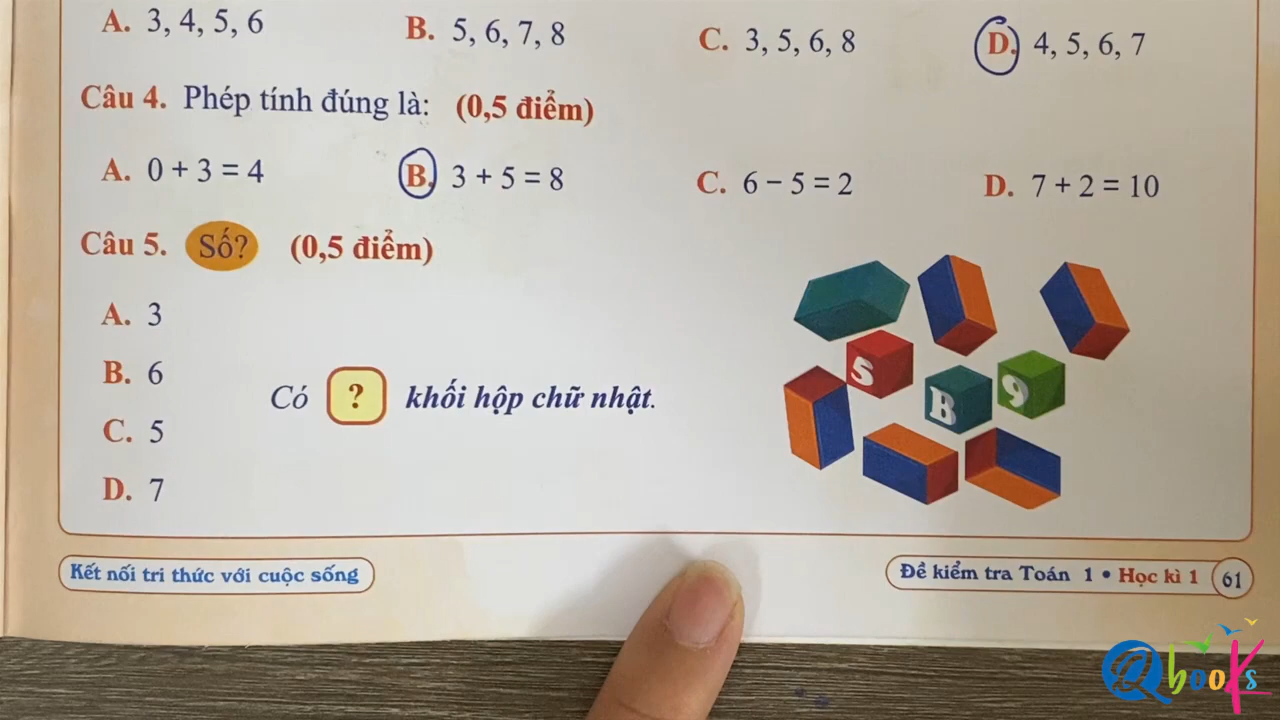 A. 3, 4, 5, 6 B. 5, 6, 7, 8 C. 3, 5, 6, 8 D. 4, 5, 6, 7
Câu 4. Phép tính đúng là: (0,5 điểm)
A. 0 + 3 = 4 B. 3 + 5 = 8 C. 6 − 5 = 2 D. 7 + 2 = 10
Câu 5. Số? (0,5 điểm)
A. 3
B. 6
C. 5
D. 7
Có ? khối hộp chữ nhật.
5
B
9
Kết nối tri thức với cuộc sống
Đề kiểm tra Toán 1 • Học kì 1 61
books